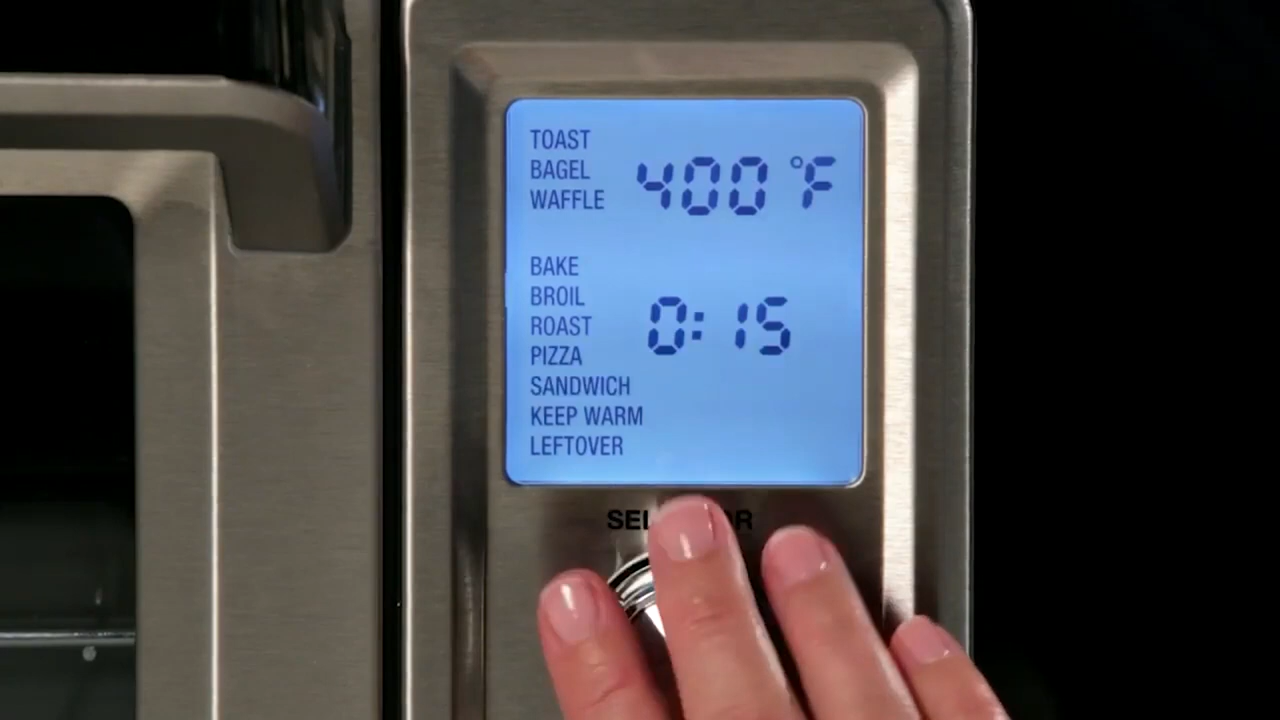 TOAST
BAGEL
WAFFLE
400 °F
BAKE
BROIL
ROAST
PIZZA
SANDWICH
KEEP WARM
LEFTOVER
0:15